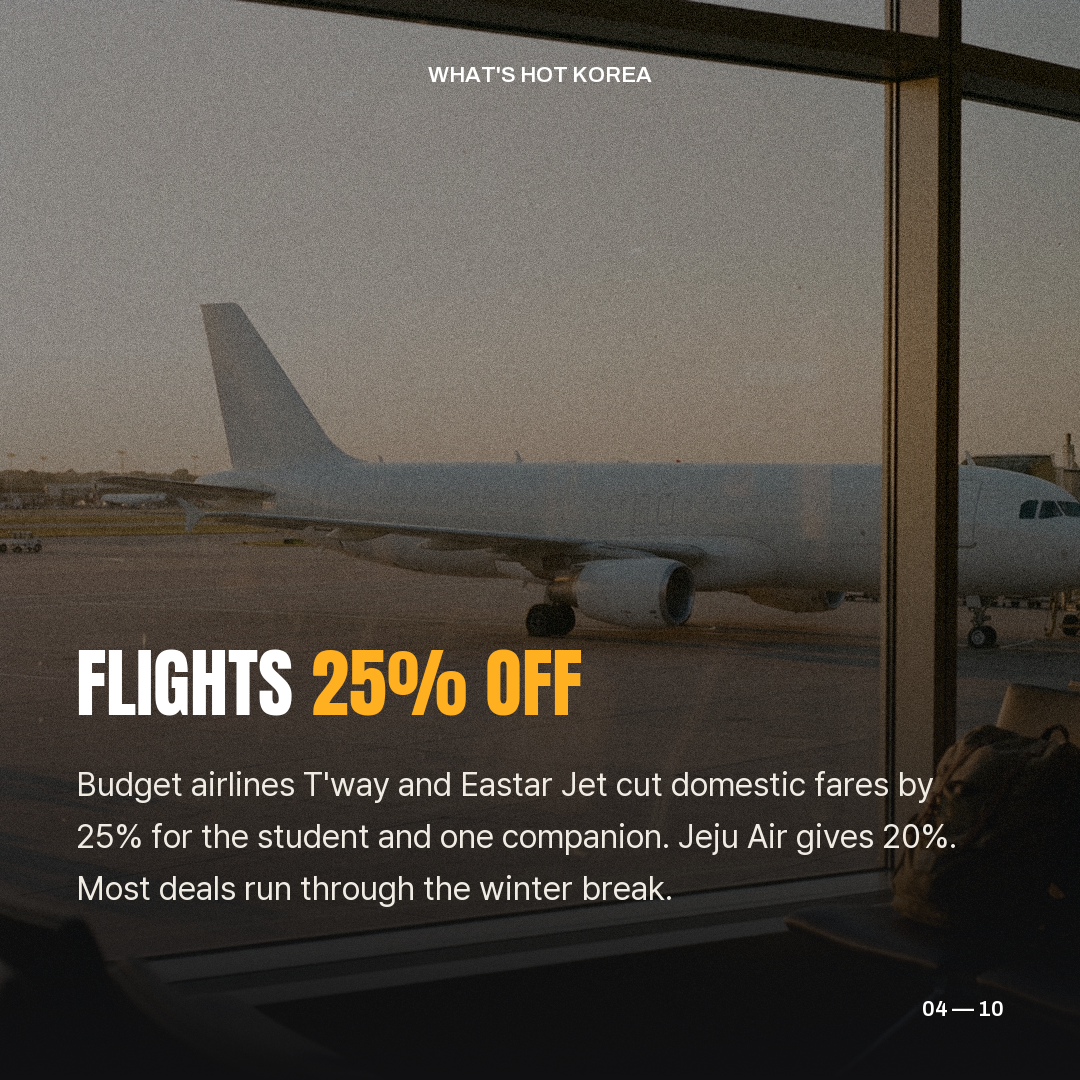 WHAT'S HOT KOREA
FLIGHTS 25% OFF
Budget airlines T'way and Eastar Jet cut domestic fares by
25% for the student and one companion. Jeju Air gives 20%.
Most deals run through the winter break.
04 — 10